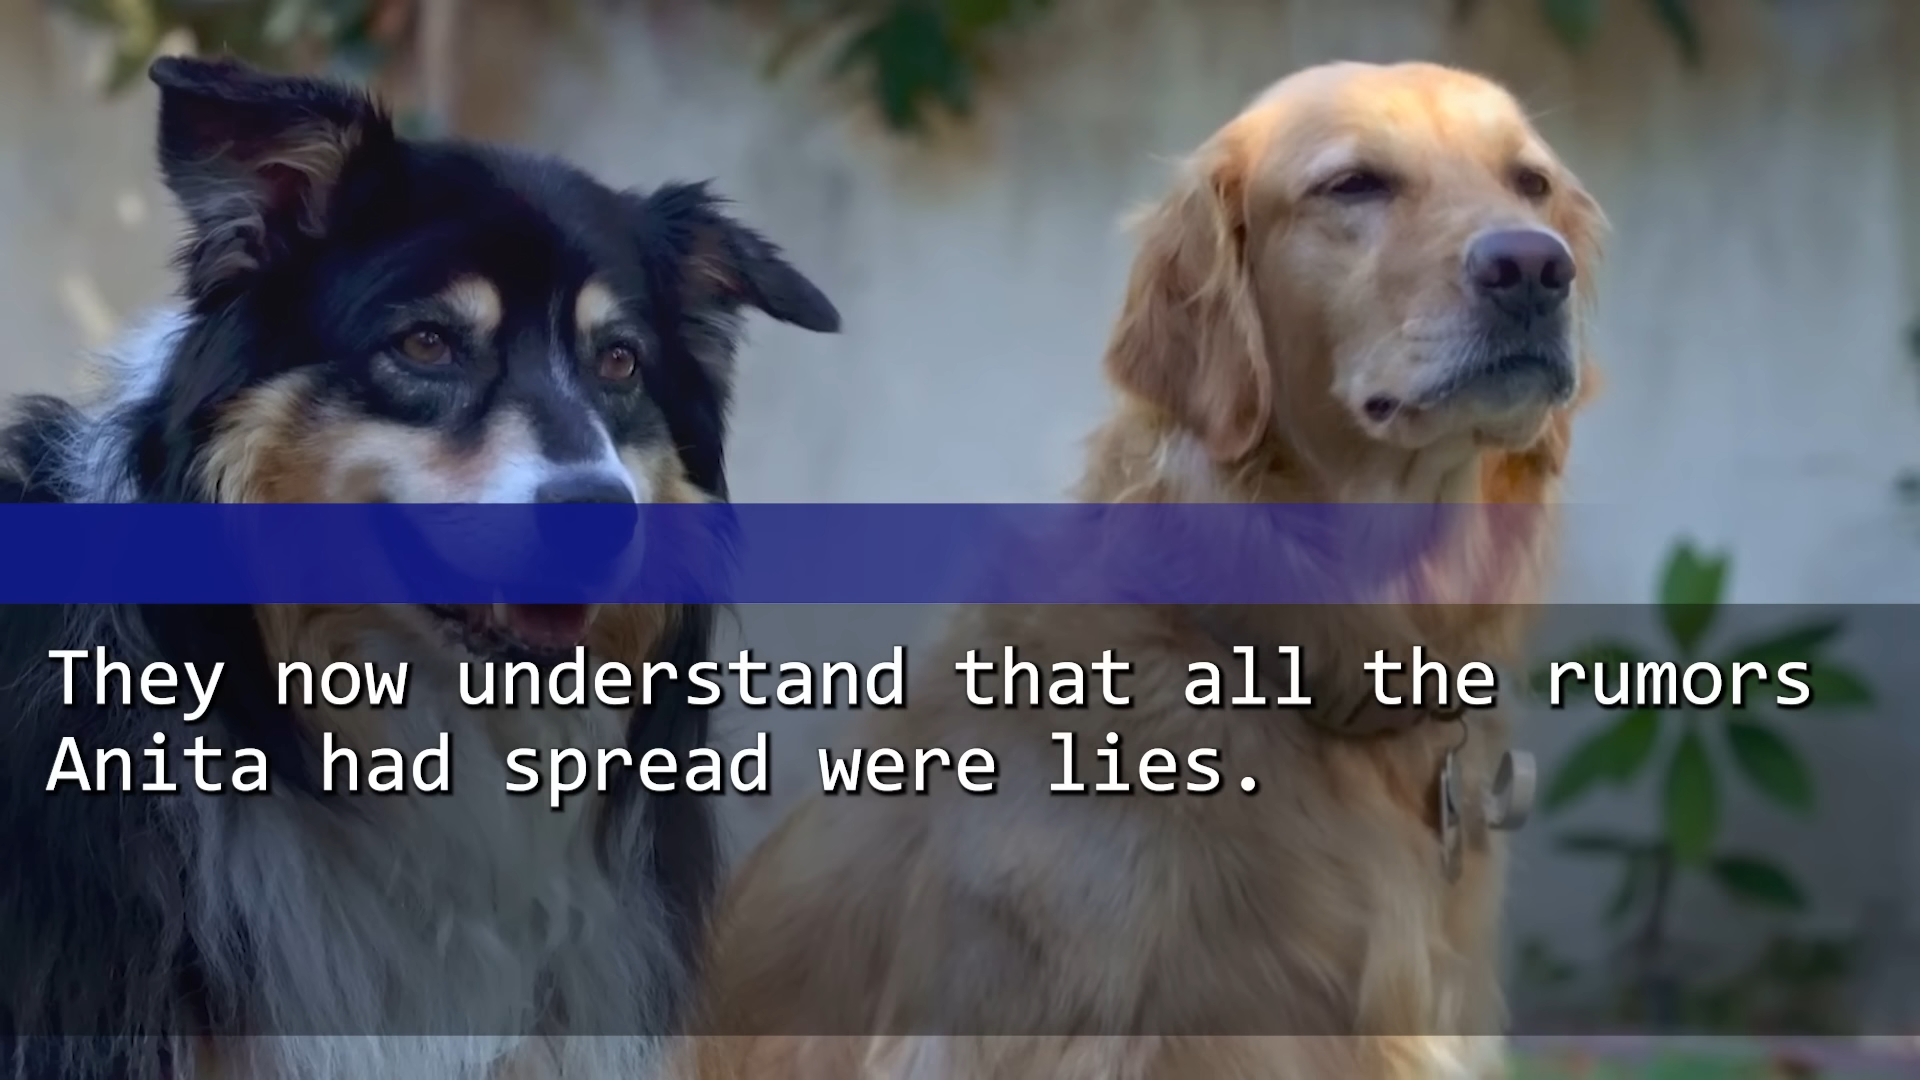 They now understand that all the rumors
Anita had spread were lies.